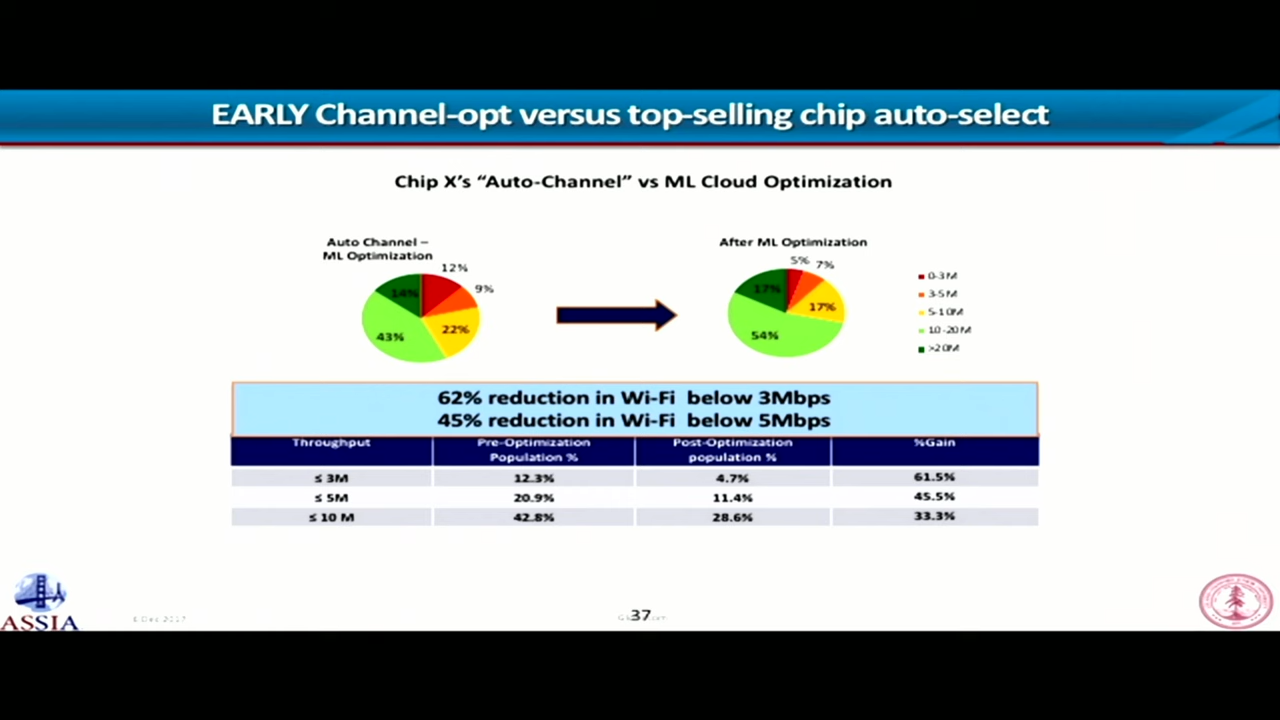 EARLY Channel-opt versus top-selling chip auto-select
Chip X's “Auto-Channel” vs ML Cloud Optimization
Auto Channel –
ML Optimization
12%
9%
22%
43%
14%
After ML Optimization
5%
7%
17%
54%
17%
0-3M
3-5M
5-10M
10-20M
>20M
62% reduction in Wi-Fi below 3Mbps
45% reduction in Wi-Fi below 5Mbps
Throughput Pre-Optimization Post-Optimization %Gain
Population % population %
≤ 3M 12.3% 4.7% 61.5%
≤ 5M 20.9% 11.4% 45.5%
≤ 10 M 42.8% 28.6% 33.3%
ASSIA
6 Dec 2017
37